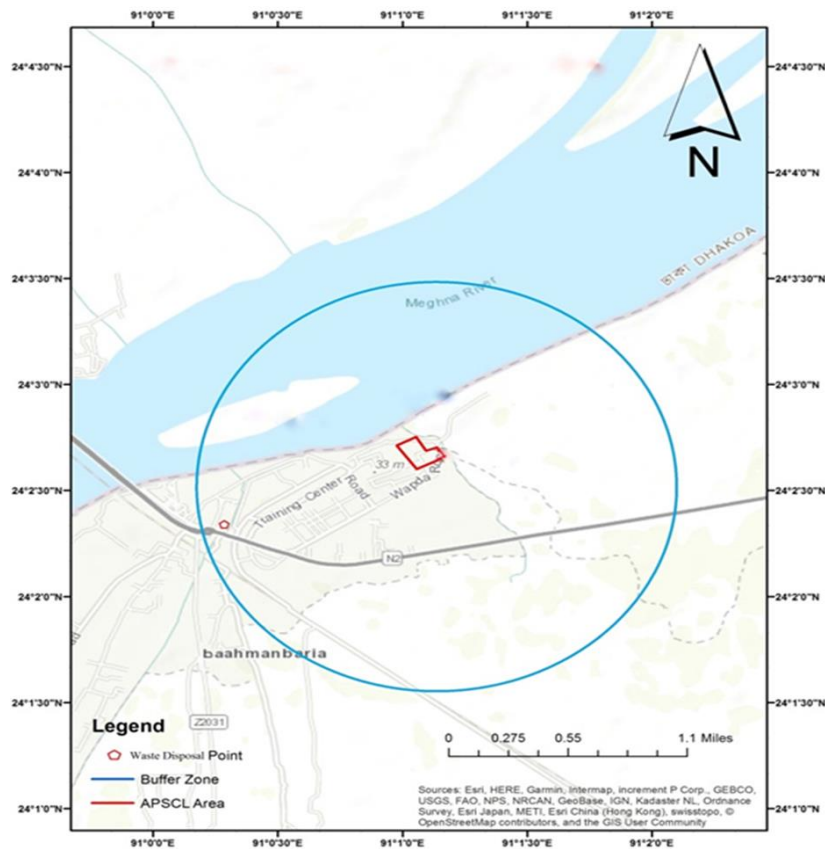 91°0'0"E 91°0'30"E 91°1'0"E 91°1'30"E 91°2'0"E
24°4'30"N 24°4'30"N
N
24°4'0"N 24°4'0"N
ঢাকা DHAKOA
24°3'30"N 24°3'30"N
Meghna River
24°3'0"N 24°3'0"N
33 m
24°2'30"N 24°2'30"N
Training Center Road
Wapda
N2
24°2'0"N 24°2'0"N
baahmanbaria
24°1'30"N 24°1'30"N
Legend
Z2031
Waste Disposal Point
Buffer Zone
APSCL Area
0 0.275 0.55 1.1 Miles
Sources: Esri, HERE, Garmin, Intermap, increment P Corp., GEBCO,
USGS, FAO, NPS, NRCAN, GeoBase, IGN, Kadaster NL, Ordnance
Survey, Esri Japan, METI, Esri China (Hong Kong), swisstopo, ©
OpenStreetMap contributors, and the GIS User Community
24°1'0"N 24°1'0"N
91°0'0"E 91°0'30"E 91°1'0"E 91°1'30"E 91°2'0"E